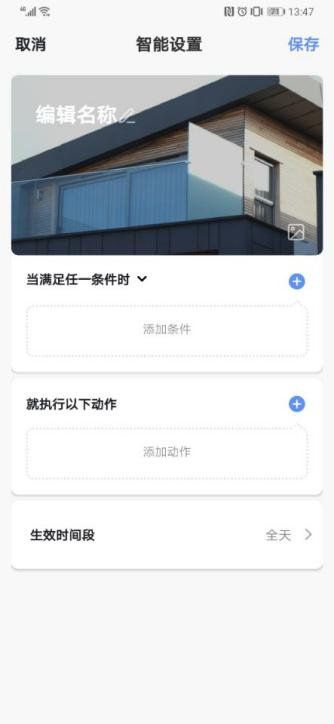 13:47
取消 智能设置 保存
编辑名称
当满足任一条件时
添加条件
就执行以下动作
添加动作
生效时间段 全天